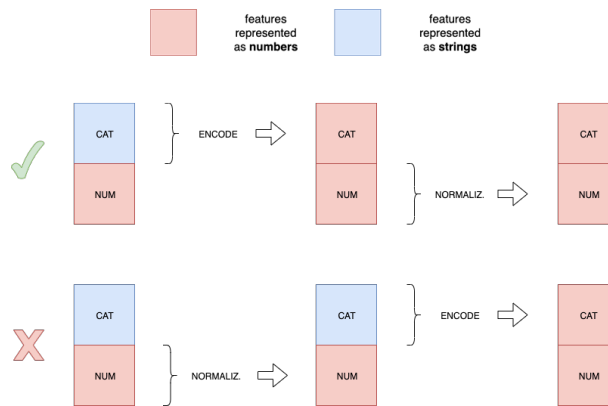 features
represented
as numbers
features
represented
as strings
CAT
ENCODE
CAT
CAT
NUM
NUM
NORMALIZ.
NUM
CAT
CAT
ENCODE
CAT
NUM
NORMALIZ.
NUM
NUM